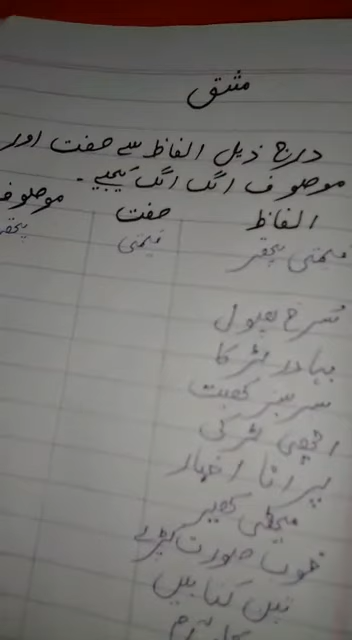 مشق
درج ذیل الفاظ سے صفت اور
موصوف الگ الگ کیجیے۔
الفاظ صفت موصوف
قیمتی پتھر قیمتی پتھر
سرخ پھول
بہادر لڑکا
سرسبز کھیت
اچھی لڑکی
پرانا اخبار
میٹھی کھیر
خوب صورت کپڑے
تین کتابیں